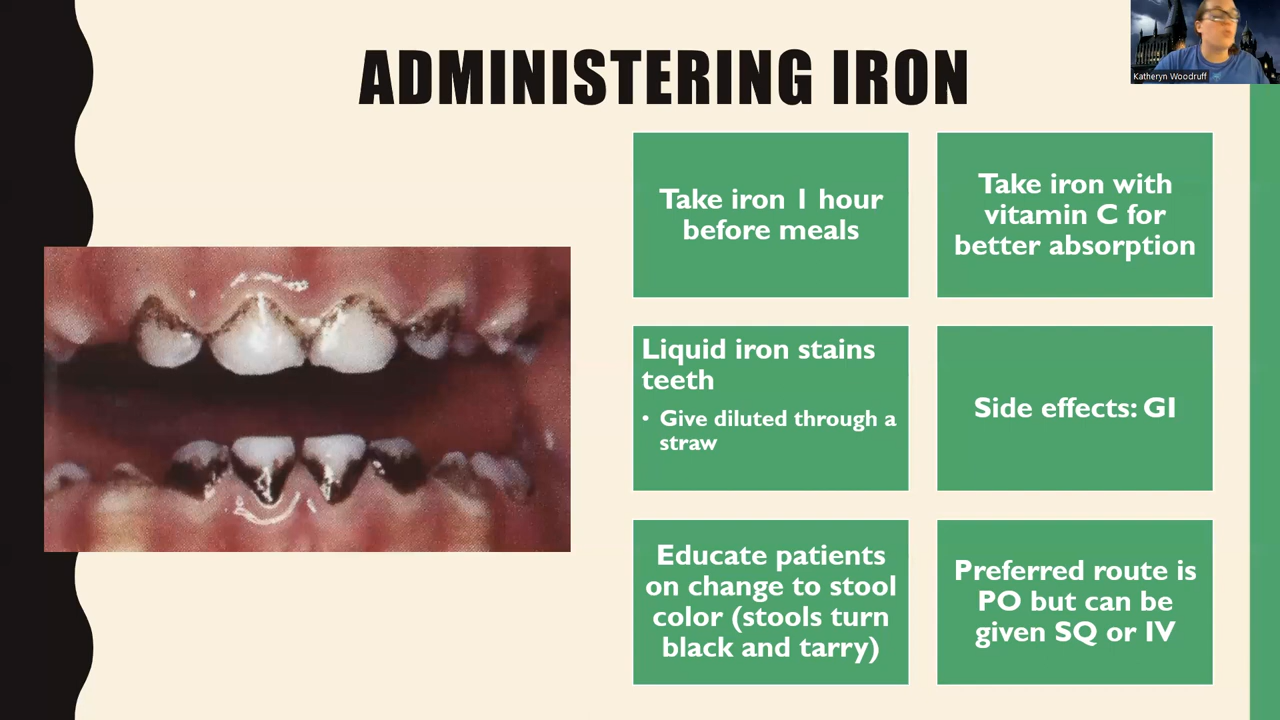 ADMINISTERING IRON
Katheryn Woodruff
Take iron 1 hour
before meals
Take iron with
vitamin C for
better absorption
Liquid iron stains
teeth
• Give diluted through a
straw
Side effects: GI
Educate patients
on change to stool
color (stools turn
black and tarry)
Preferred route is
PO but can be
given SQ or IV